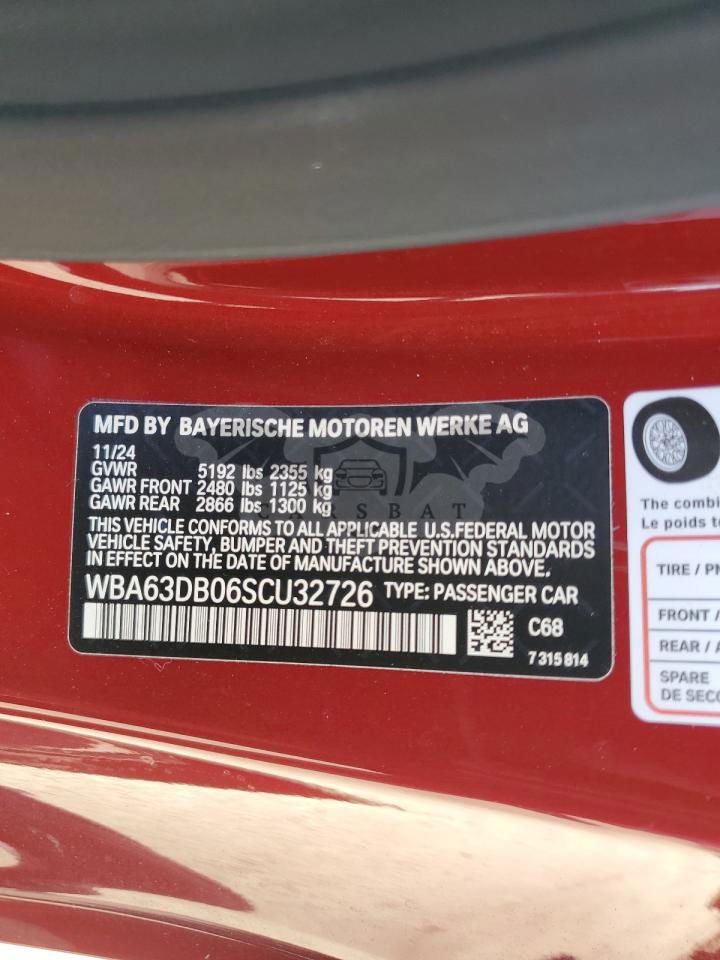 MFD BY BAYERISCHE MOTOREN WERKE AG
11/24
GVWR 5192 lbs 2355 kg
GAWR FRONT 2480 lbs 1125 kg
GAWR REAR 2866 lbs 1300 kg
THIS VEHICLE CONFORMS TO ALL APPLICABLE U.S.FEDERAL MOTOR
VEHICLE SAFETY, BUMPER AND THEFT PREVENTION STANDARDS
IN EFFECT ON THE DATE OF MANUFACTURE SHOWN ABOVE.
WBA63DB06SCU32726 TYPE: PASSENGER CAR
C68
7 315 814
The combi
Le poids t
TIRE / PN
FRONT /
REAR / A
SPARE
DE SECO